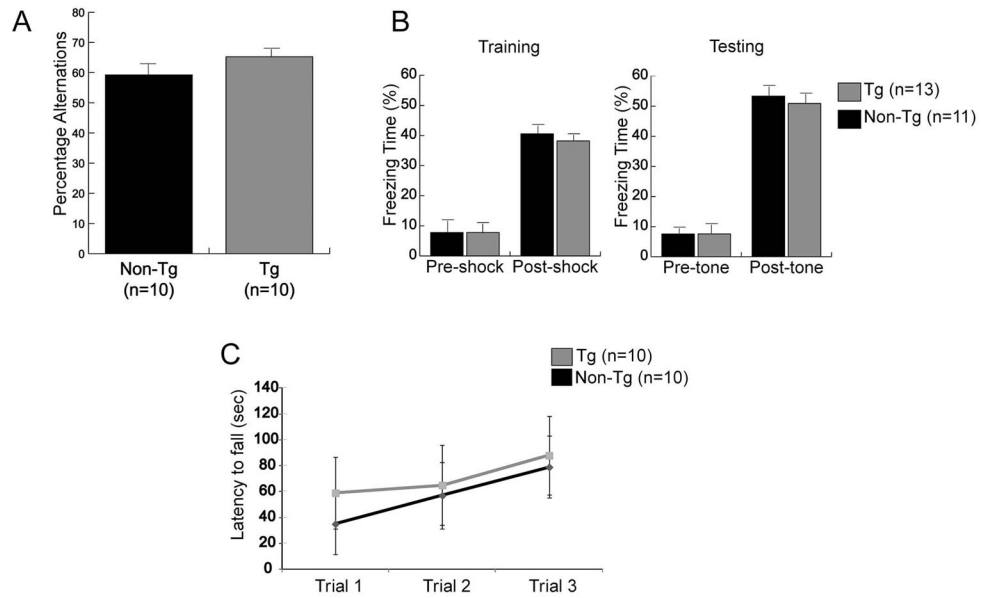 A
Percentage Alternations
80
70
60
50
40
30
20
10
0
Non-Tg
(n=10)
Tg
(n=10)
B
Training
Freezing Time (%)
60
50
40
30
20
10
0
Pre-shock
Post-shock
Testing
Freezing Time (%)
60
50
40
30
20
10
0
Pre-tone
Post-tone
Tg (n=13)
Non-Tg (n=11)
C
Tg (n=10)
Non-Tg (n=10)
Latency to fall (sec)
140
120
100
80
60
40
20
0
Trial 1
Trial 2
Trial 3